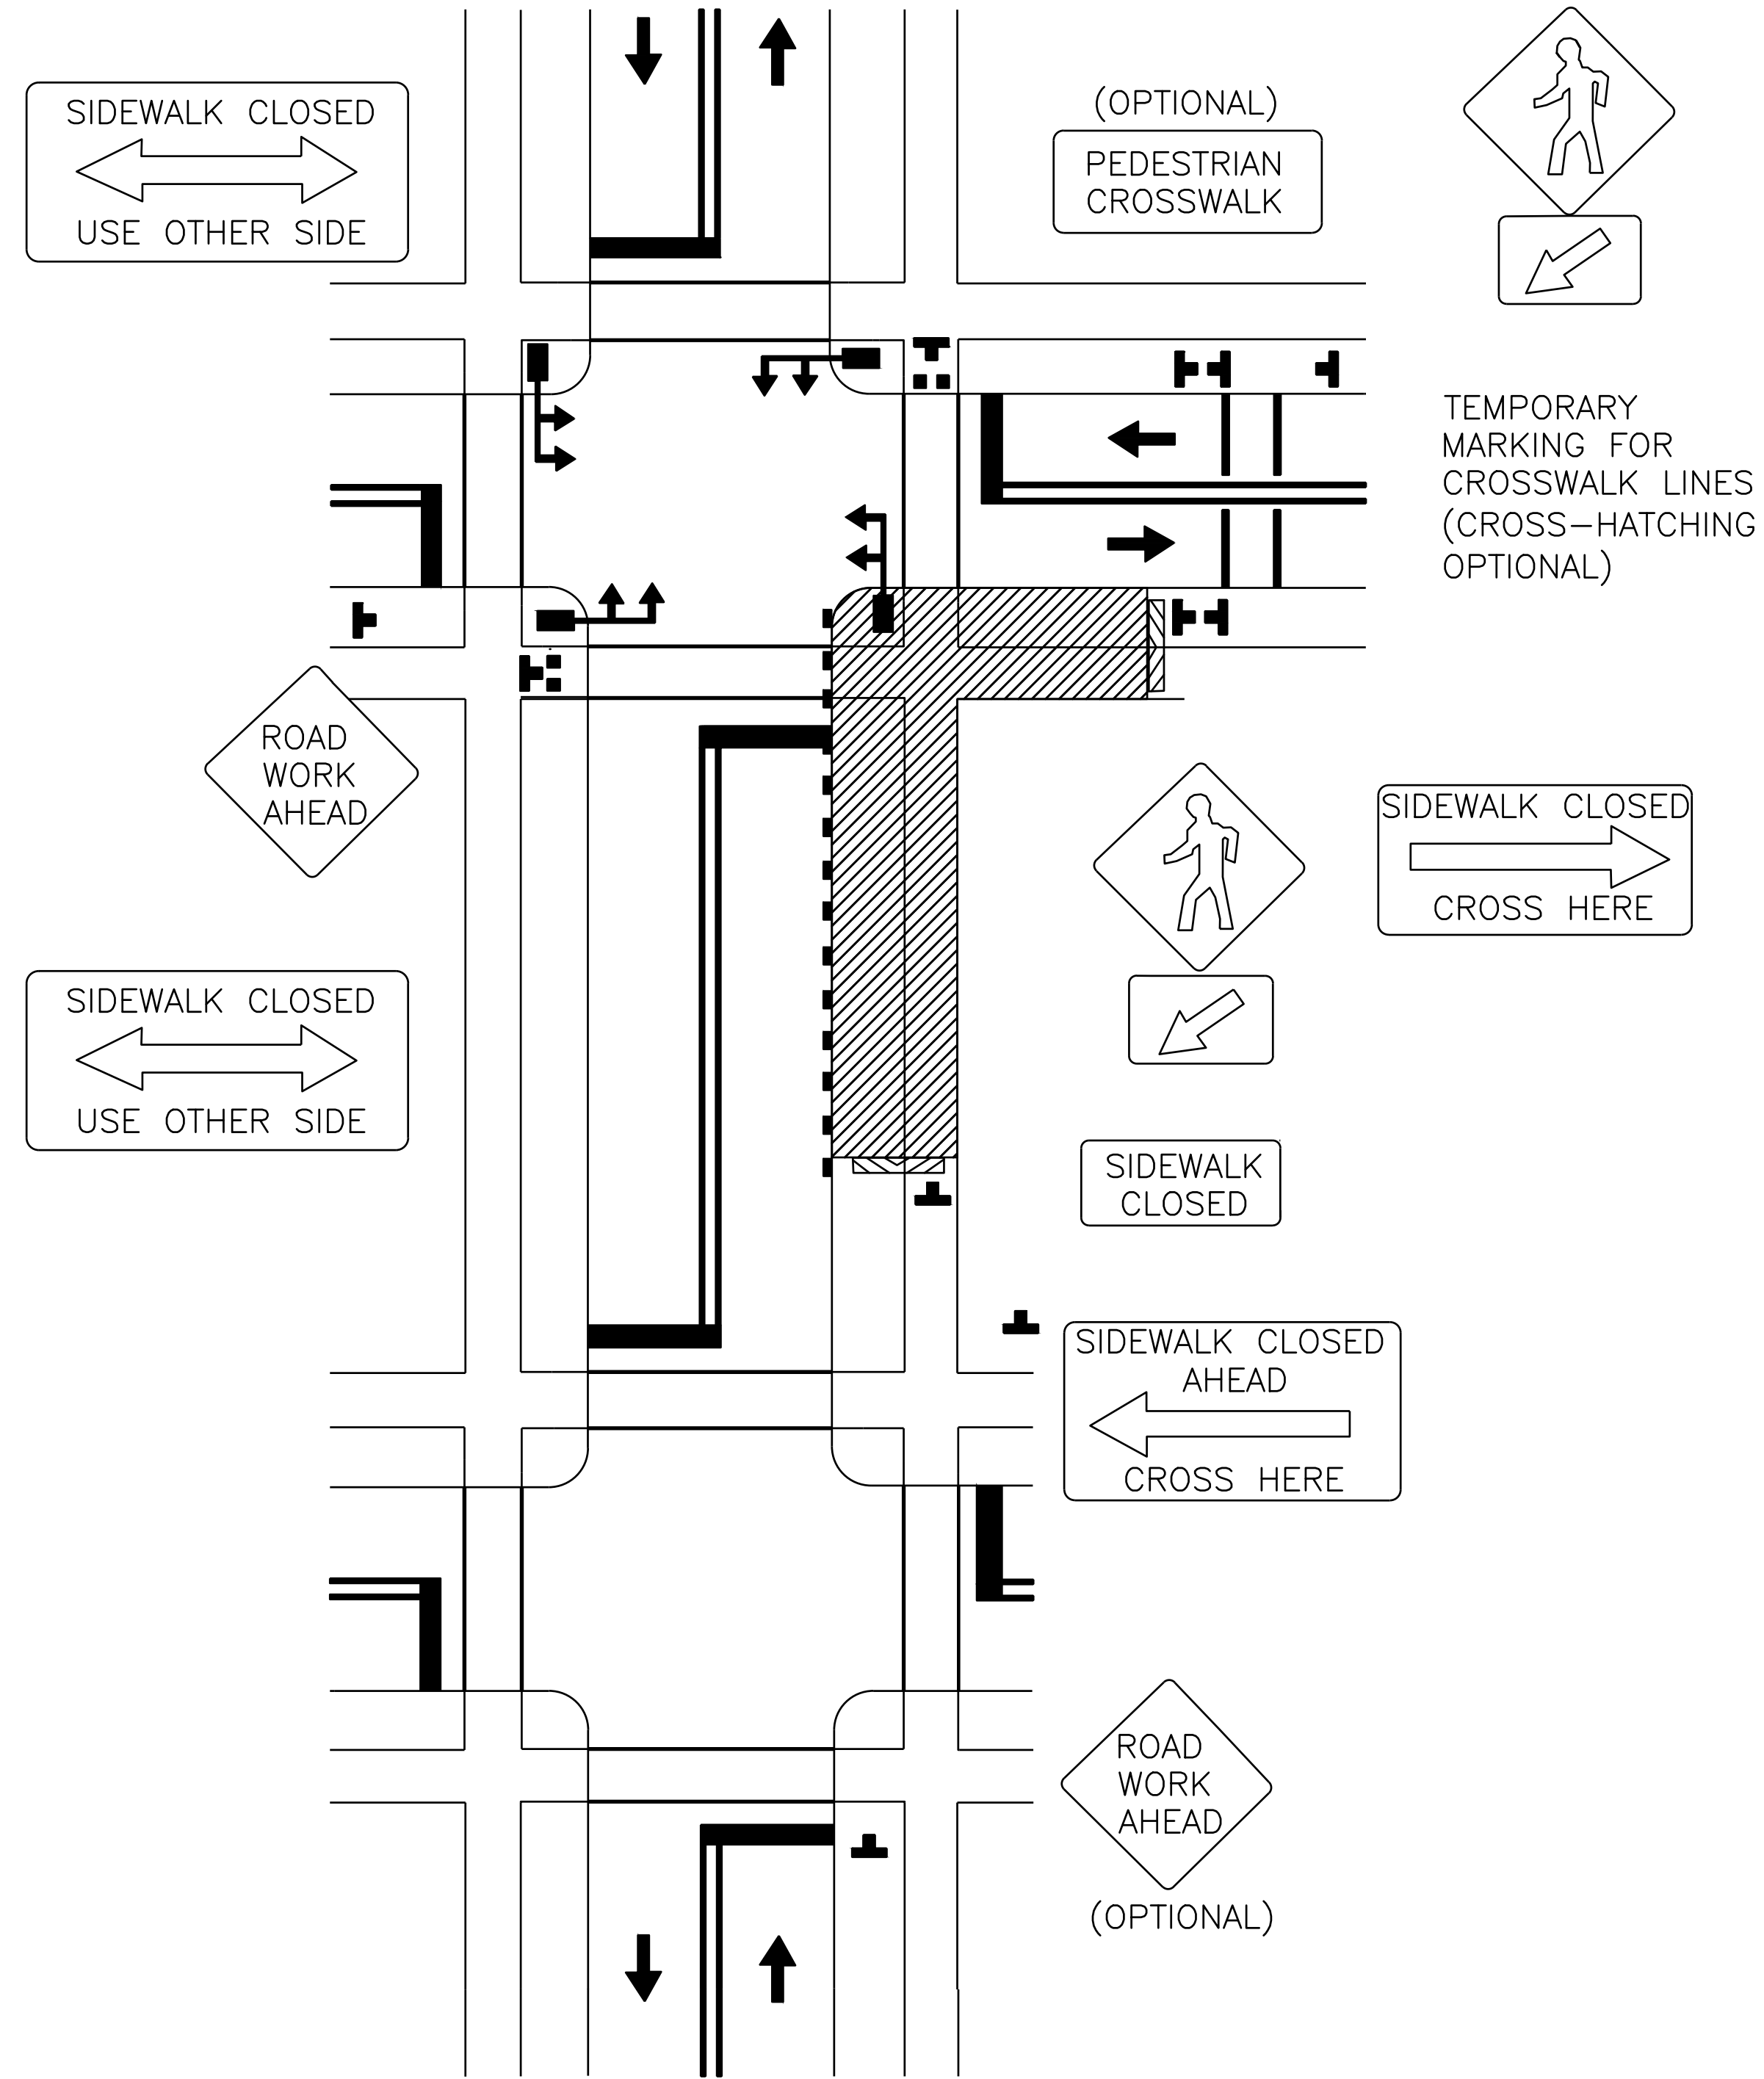 SIDEWALK CLOSED
USE OTHER SIDE
(OPTIONAL)
PEDESTRIAN
CROSSWALK
TEMPORARY
MARKING FOR
CROSSWALK LINES
(CROSS-HATCHING
OPTIONAL)
ROAD
WORK
AHEAD
SIDEWALK CLOSED
CROSS HERE
SIDEWALK CLOSED
USE OTHER SIDE
SIDEWALK
CLOSED
SIDEWALK CLOSED
AHEAD
CROSS HERE
ROAD
WORK
AHEAD
(OPTIONAL)